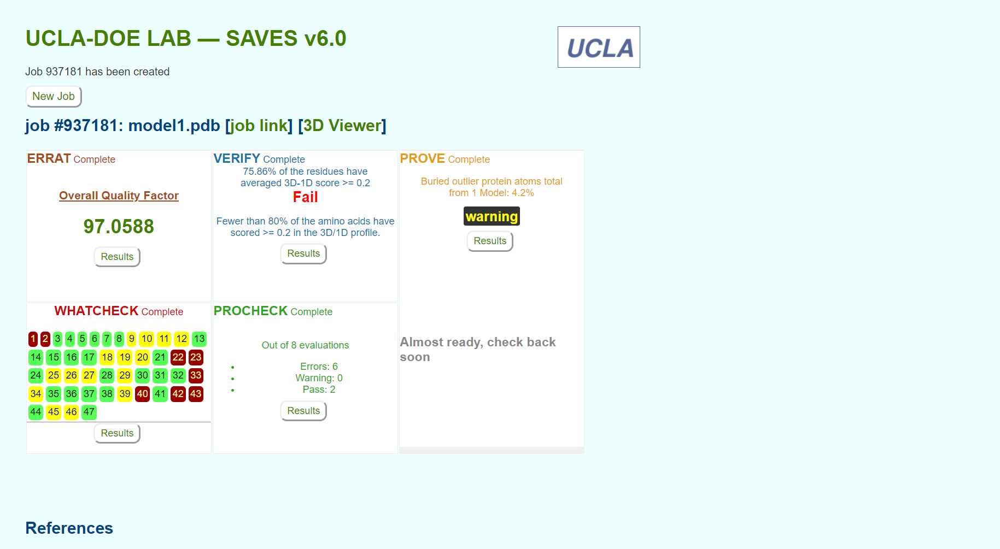 UCLA-DOE LAB — SAVES v6.0
UCLA
Job 937181 has been created
New Job
job #937181: model1.pdb [job link] [3D Viewer]
ERRAT Complete
Overall Quality Factor
97.0588
Results
VERIFY Complete
75.86% of the residues have
averaged 3D-1D score >= 0.2
Fail
Fewer than 80% of the amino acids have
scored >= 0.2 in the 3D/1D profile.
Results
PROVE Complete
Buried outlier protein atoms total
from 1 Model: 4.2%
warning
Results
WHATCHECK Complete
1 2 3 4 5 6 7 8 9 10 11 12 13
14 15 16 17 18 19 20 21 22 23
24 25 26 27 28 29 30 31 32 33
34 35 36 37 38 39 40 41 42 43
44 45 46 47
Results
PROCHECK Complete
Out of 8 evaluations
• Errors: 6
• Warning: 0
• Pass: 2
Results
Almost ready, check back
soon
References